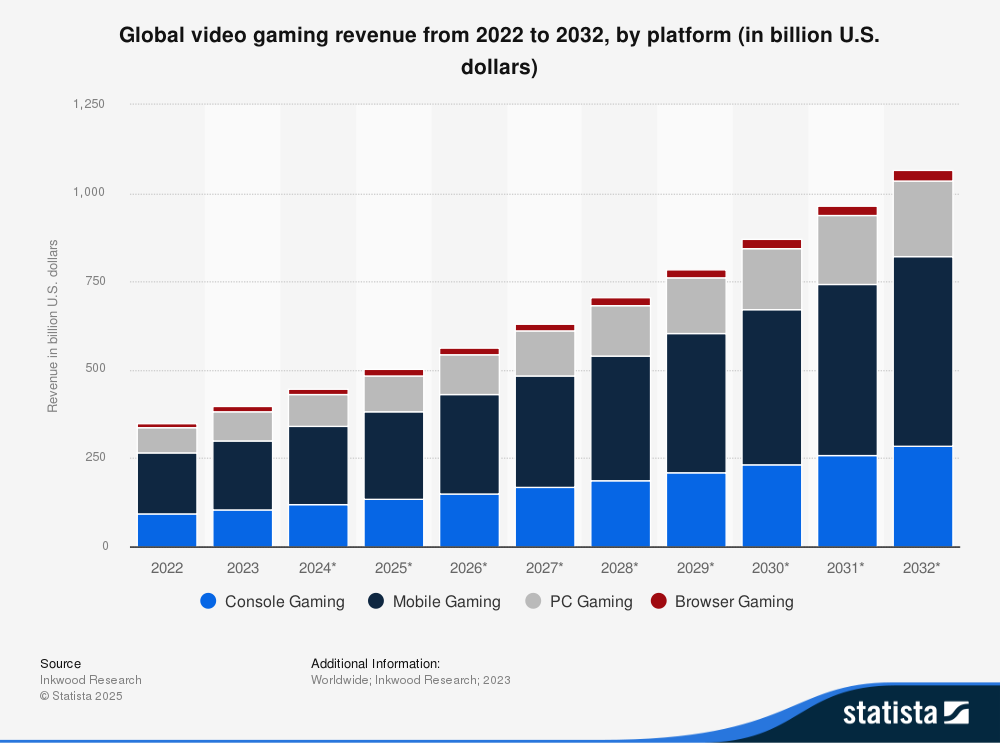 Global video gaming revenue from 2022 to 2032, by platform (in billion U.S.
dollars)
1,250
1,000
750
500
250
0
Revenue in billion U.S. dollars
2022 2023 2024* 2025* 2026* 2027* 2028* 2029* 2030* 2031* 2032*
Console Gaming Mobile Gaming PC Gaming Browser Gaming
Source
Inkwood Research
© Statista 2025
Additional Information:
Worldwide; Inkwood Research; 2023
statista